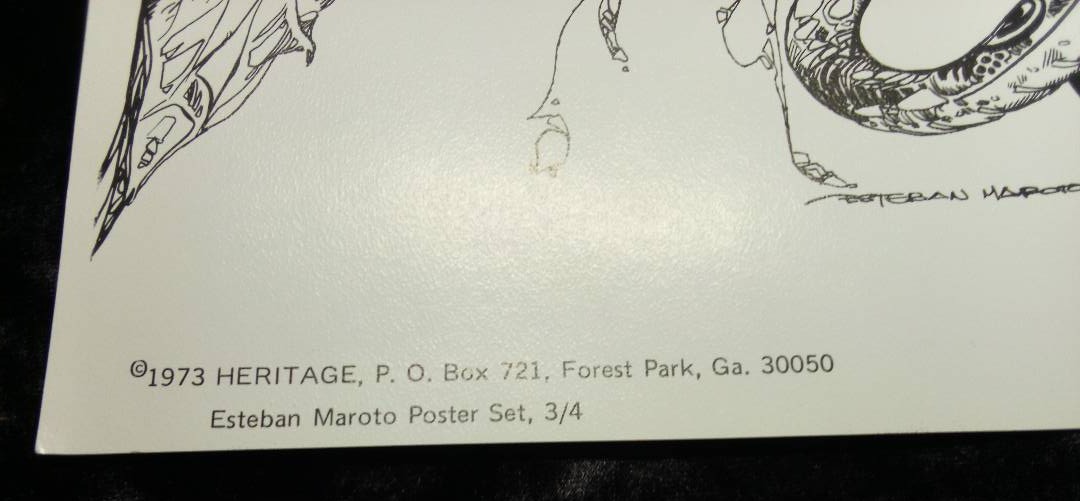 ESTEBAN MAROTO
©1973 HERITAGE, P. O. Box 721, Forest Park, Ga. 30050
Esteban Maroto Poster Set, 3/4